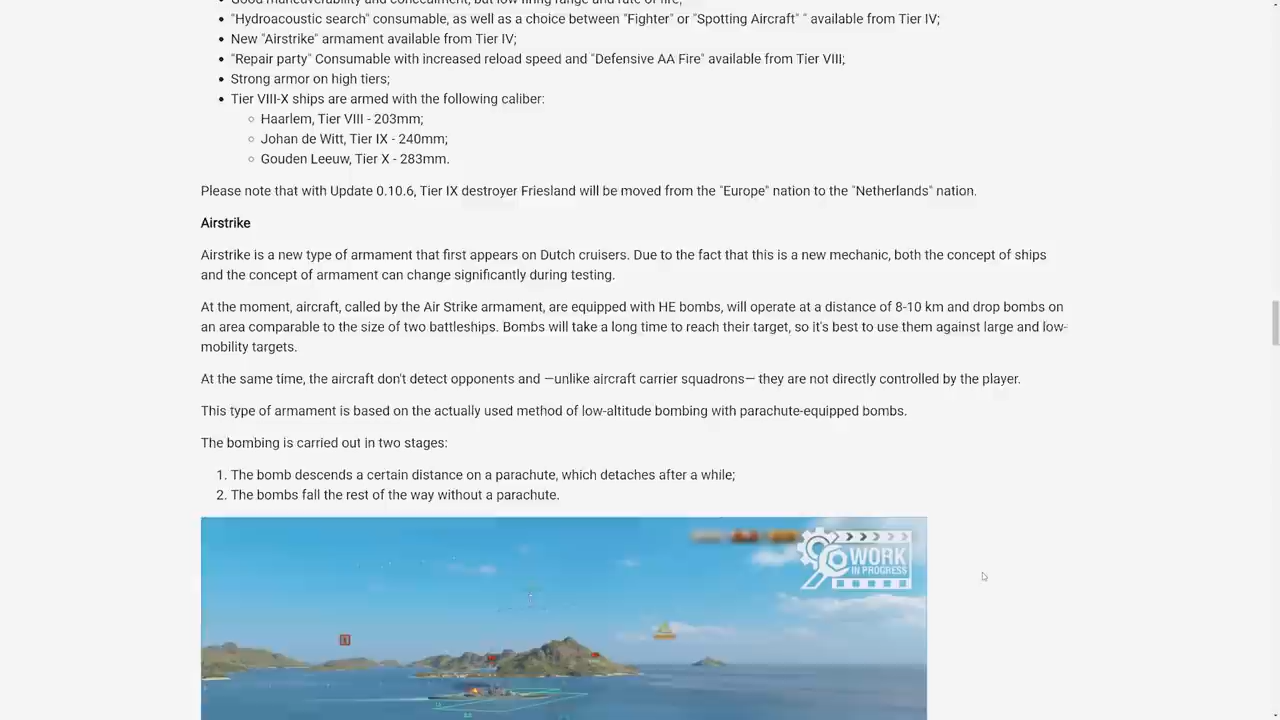 Good maneuverability and concealment, but low firing range and rate of fire;
"Hydroacoustic search" consumable, as well as a choice between "Fighter" or "Spotting Aircraft" " available from Tier IV;
New "Airstrike" armament available from Tier IV;
"Repair party" Consumable with increased reload speed and "Defensive AA Fire" available from Tier VIII;
Strong armor on high tiers;
Tier VIII-X ships are armed with the following caliber:
Haarlem, Tier VIII - 203mm;
Johan de Witt, Tier IX - 240mm;
Gouden Leeuw, Tier X - 283mm.
Please note that with Update 0.10.6, Tier IX destroyer Friesland will be moved from the "Europe" nation to the "Netherlands" nation.
Airstrike
Airstrike is a new type of armament that first appears on Dutch cruisers. Due to the fact that this is a new mechanic, both the concept of ships
and the concept of armament can change significantly during testing.
At the moment, aircraft, called by the Air Strike armament, are equipped with HE bombs, will operate at a distance of 8-10 km and drop bombs on
an area comparable to the size of two battleships. Bombs will take a long time to reach their target, so it's best to use them against large and low-
mobility targets.
At the same time, the aircraft don't detect opponents and —unlike aircraft carrier squadrons— they are not directly controlled by the player.
This type of armament is based on the actually used method of low-altitude bombing with parachute-equipped bombs.
The bombing is carried out in two stages:
1. The bomb descends a certain distance on a parachute, which detaches after a while;
2. The bombs fall the rest of the way without a parachute.
WORK
IN PROGRESS